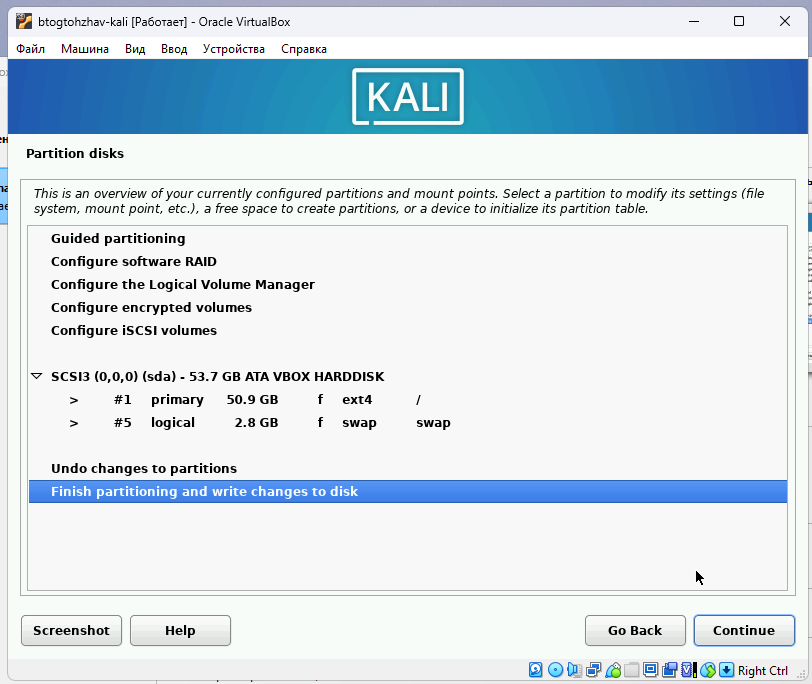 btogtohzhav-kali [Работает] - Oracle VirtualBox
Файл Машина Вид Ввод Устройства Справка
KALI
Partition disks
This is an overview of your currently configured partitions and mount points. Select a partition to modify its settings (file
system, mount point, etc.), a free space to create partitions, or a device to initialize its partition table.
Guided partitioning
Configure software RAID
Configure the Logical Volume Manager
Configure encrypted volumes
Configure iSCSI volumes
SCSI3 (0,0,0) (sda) - 53.7 GB ATA VBOX HARDDISK
> #1 primary 50.9 GB f ext4 /
> #5 logical 2.8 GB f swap swap
Undo changes to partitions
Finish partitioning and write changes to disk
Screenshot Help Go Back Continue
Right Ctrl